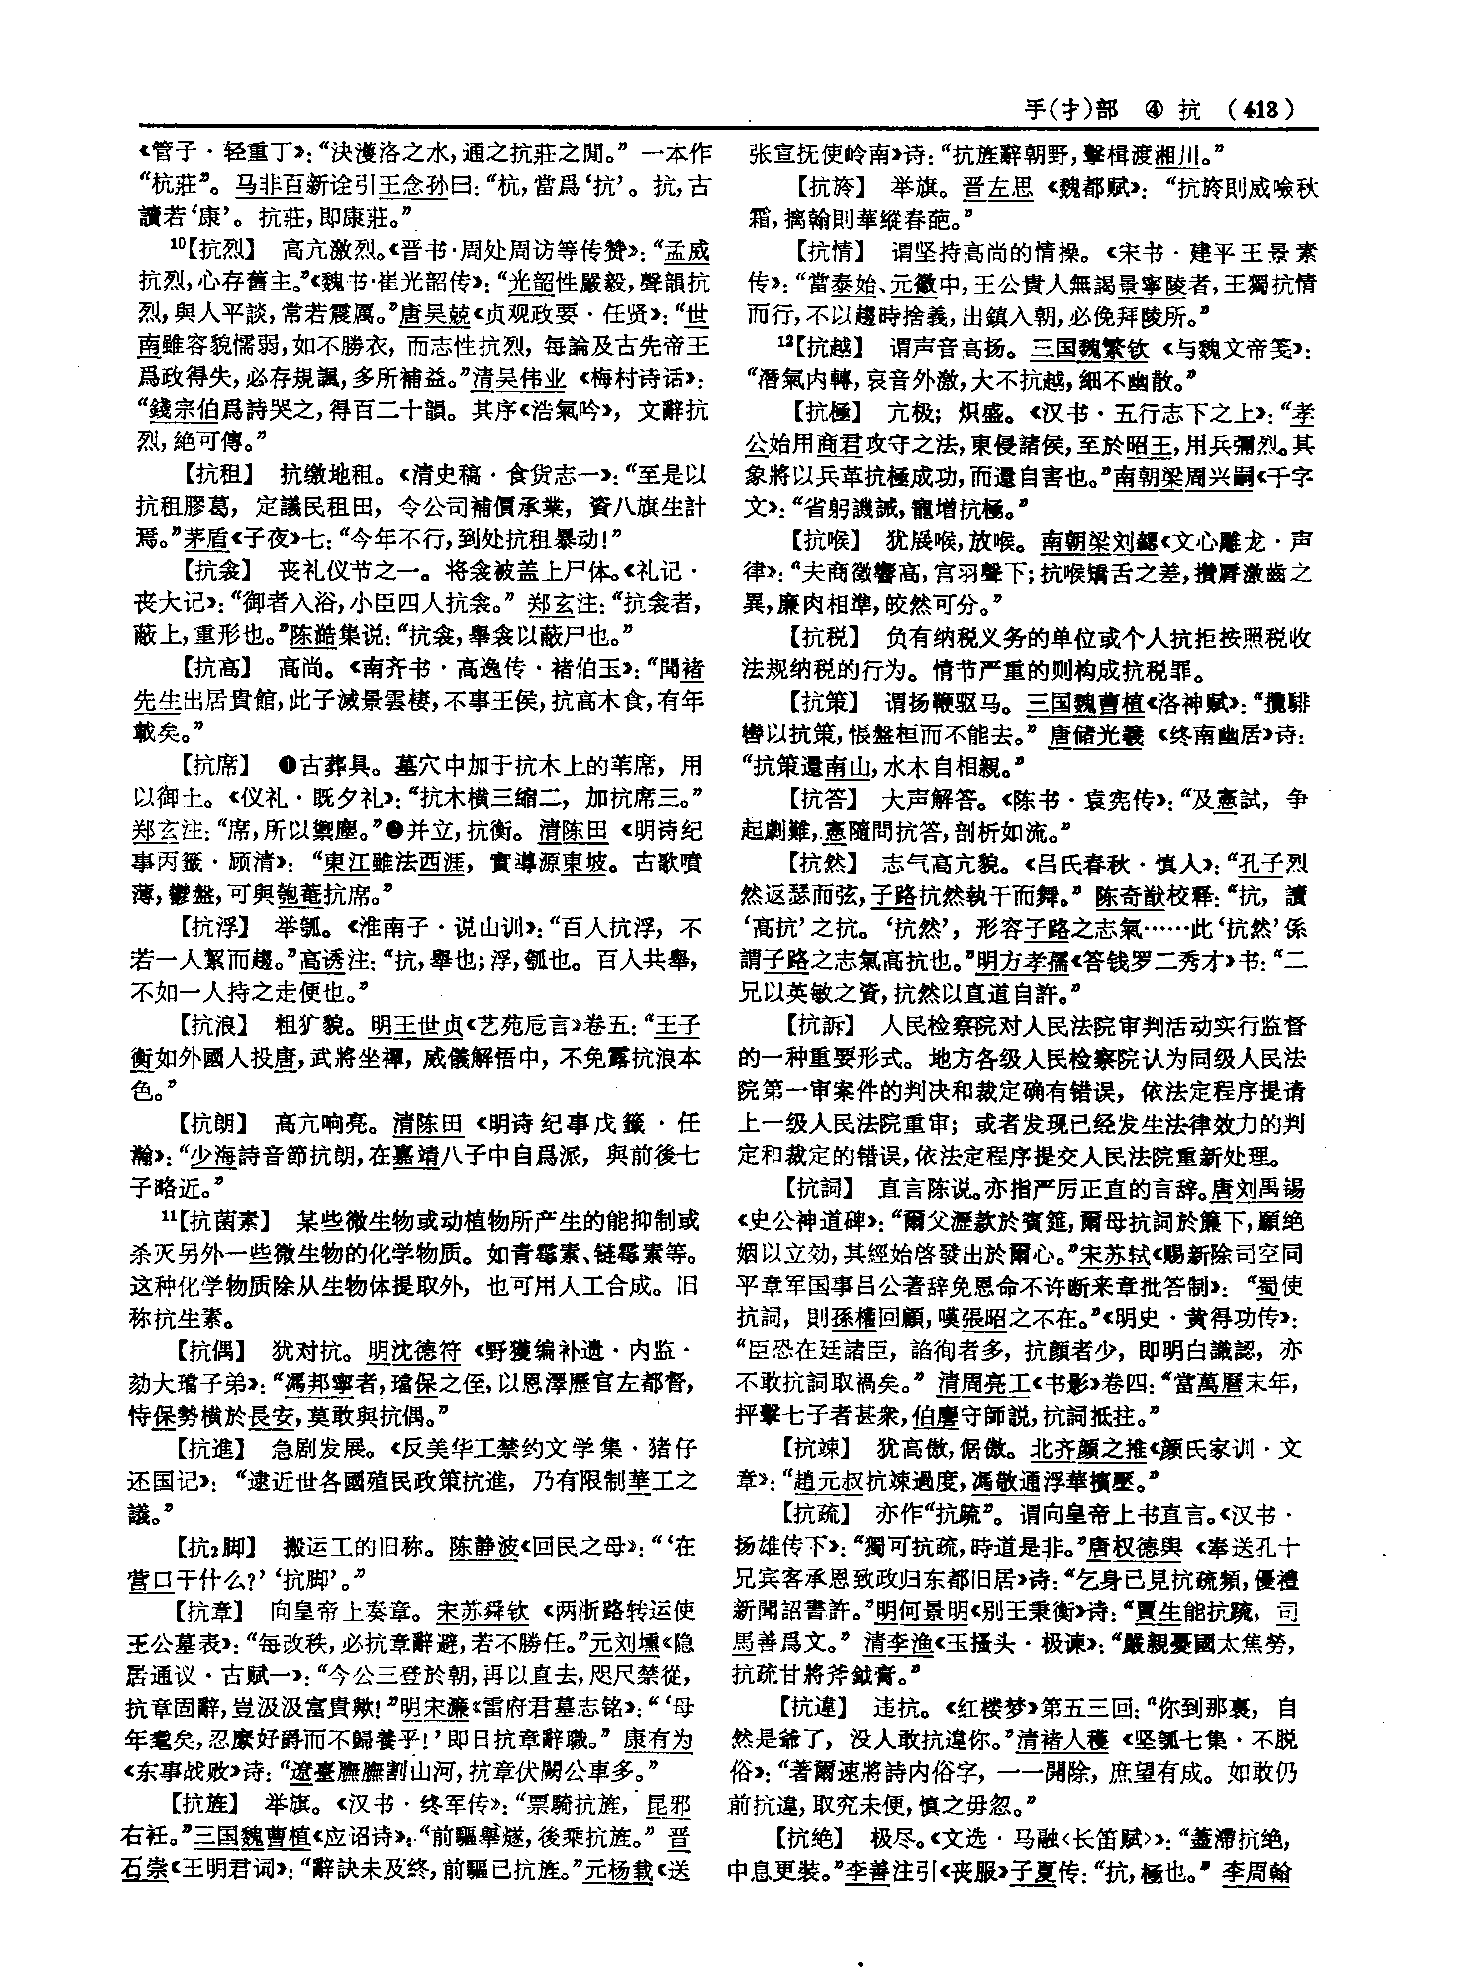 手(扌)部 ④ 抗 (413)
《管子·轻重丁》：“決濩洛之水，通之抗莊之閒。” 一本作
“杭莊”。马非百新诠引王念孙曰：“杭，當爲‘抗’。抗，古
讀若‘康’。抗莊，即康莊。”
¹⁰【抗烈】 高亢激烈。《晋书·周处周访等传赞》：“孟威
抗烈，心存舊主。”《魏书·崔光韶传》：“光韶性嚴毅，聲韻抗
烈，與人平談，常若震厲。”唐吴兢《贞观政要·任贤》：“世
南雖容貌懦弱，如不勝衣，而志性抗烈，每論及古先帝王
爲政得失，必存規諷，多所補益。”清吴伟业《梅村诗话》：
“錢宗伯爲詩哭之，得百二十韻。其序《浩氣吟》，文辭抗
烈，絶可傳。”
【抗租】 抗缴地租。《清史稿·食货志一》：“至是以
抗租膠葛，定議民租田，令公司補價承業，資八旗生計
焉。”茅盾《子夜》七：“今年不行，到处抗租暴动！”
【抗衾】 丧礼仪节之一。将衾被盖上尸体。《礼记·
丧大记》：“御者入浴，小臣四人抗衾。” 郑玄注：“抗衾者，
蔽上，重形也。”陈澔集说：“抗衾，舉衾以蔽尸也。”
【抗高】 高尚。《南齐书·高逸传·褚伯玉》：“聞褚
先生出居貴館，此子滅景雲棲，不事王侯，抗高木食，有年
載矣。”
【抗席】 ❶古葬具。墓穴中加于抗木上的苇席，用
以御土。《仪礼·既夕礼》：“抗木横三缩二，加抗席三。”
郑玄注：“席，所以禦塵。”❷并立，抗衡。清陈田《明诗纪
事丙籤·顾清》：“東江雖法西涯，實導源東坡。古歌噴
薄，鬱盤，可與匏菴抗席。”
【抗浮】 举瓠。《淮南子·说山训》：“百人抗浮，不
若一人挈而趨。”高诱注：“抗，舉也；浮，瓠也。百人共舉，
不如一人持之走便也。”
【抗浪】 粗犷貌。明王世贞《艺苑卮言》卷五：“王子
衡如外國人投唐，武將坐禪，威儀解悟中，不免露抗浪本
色。”
【抗朗】 高亢响亮。清陈田《明诗纪事戊籤·任
瀚》：“少海詩音節抗朗，在嘉靖八子中自爲派，與前後七
子略近。”
¹¹【抗菌素】 某些微生物或动植物所产生的能抑制或
杀灭另外一些微生物的化学物质。如青霉素、链霉素等。
这种化学物质除从生物体提取外，也可用人工合成。旧
称抗生素。
【抗偶】 犹对抗。明沈德符《野獲编补遗·内监·
劾大璫子弟》：“馮邦寧者，璫保之侄，以恩澤歷官左都督，
恃保勢横於長安，莫敢與抗偶。”
【抗進】 急剧发展。《反美华工禁约文学集·猪仔
还国记》：“逮近世各國殖民政策抗進，乃有限制華工之
議。”
【抗₂脚】 搬运工的旧称。陈静波《回民之母》：“‘在
营口干什么？’‘抗脚’。”
【抗章】 向皇帝上奏章。宋苏舜钦《两浙路转运使
王公墓表》：“每改秩，必抗章辭避，若不勝任。”元刘壎《隐
居通议·古赋一》：“今公三登於朝，再以直去，咫尺禁從，
抗章固辭，豈汲汲富貴歟！”明宋濂《雷府君墓志铭》：“‘母
年耄矣，忍縻好爵而不歸養乎！’即日抗章辭職。” 康有为
《东事战败》诗：“遼臺膴膴割山河，抗章伏闕公車多。”
【抗旌】 举旗。《汉书·终军传》：“票騎抗旌，昆邪
右衽。”三国魏曹植《应诏诗》：“前驅舉燧，後乘抗旌。” 晋
石崇《王明君词》：“辭訣未及終，前驅已抗旌。”元杨载《送
张宣抚使岭南》诗：“抗旌辭朝野，擊楫渡湘川。”
【抗旍】 举旗。晋左思《魏都赋》：“抗旍則威噞秋
霜，摛翰則華縱春葩。”
【抗情】 谓坚持高尚的情操。《宋书·建平王景素
传》：“當泰始、元徽中，王公貴人無謁景寧陵者，王獨抗情
而行，不以趨時捨義，出鎮入朝，必俛拜陵所。”
¹²【抗越】 谓声音高扬。三国魏繁钦《与魏文帝笺》：
“潛氣内轉，哀音外激，大不抗越，細不幽散。”
【抗極】 亢极；炽盛。《汉书·五行志下之上》：“孝
公始用商君攻守之法，東侵諸侯，至於昭王，用兵彌烈。其
象將以兵革抗極成功，而還自害也。”南朝梁周兴嗣《千字
文》：“省躬譏誡，寵增抗極。”
【抗喉】 犹展喉，放喉。南朝梁刘勰《文心雕龙·声
律》：“夫商徵響高，宫羽聲下；抗喉矯舌之差，攢脣激齒之
異，廉肉相準，皎然可分。”
【抗税】 负有纳税义务的单位或个人抗拒按照税收
法规纳税的行为。情节严重的则构成抗税罪。
【抗策】 谓扬鞭驱马。三国魏曹植《洛神赋》：“攬騑
轡以抗策，悵盤桓而不能去。” 唐储光羲《终南幽居》诗：
“抗策還南山，水木自相親。”
【抗答】 大声解答。《陈书·袁宪传》：“及憲試，争
起劇難，憲隨問抗答，剖析如流。”
【抗然】 志气高亢貌。《吕氏春秋·慎人》：“孔子烈
然返瑟而弦，子路抗然執干而舞。” 陈奇猷校释：“抗，讀
‘高抗’之抗。‘抗然’，形容子路之志氣……此‘抗然’係
謂子路之志氣高抗也。”明方孝孺《答钱罗二秀才》书：“二
兄以英敏之資，抗然以直道自許。”
【抗訴】 人民检察院对人民法院审判活动实行监督
的一种重要形式。地方各级人民检察院认为同级人民法
院第一审案件的判决和裁定确有错误，依法定程序提请
上一级人民法院重审；或者发现已经发生法律效力的判
定和裁定的错误，依法定程序提交人民法院重新处理。
【抗詞】 直言陈说。亦指严厉正直的言辞。唐刘禹锡
《史公神道碑》：“爾父瀝款於賓筵，爾母抗詞於簾下，願絶
姻以立効，其經始啓發出於爾心。”宋苏轼《赐新除司空同
平章军国事吕公著辞免恩命不许断来章批答制》：“蜀使
抗詞，則孫權回顧，嘆張昭之不在。”《明史·黄得功传》：
“臣恐在廷諸臣，諂徇者多，抗顔者少，即明白識認，亦
不敢抗詞取禍矣。” 清周亮工《书影》卷四：“當萬曆末年，
抨擊七子者甚衆，伯麐守師説，抗詞抵拄。”
【抗竦】 犹高傲，倨傲。北齐颜之推《颜氏家训·文
章》：“趙元叔抗竦過度，馮敬通浮華擯壓。”
【抗疏】 亦作“抗䟽”。谓向皇帝上书直言。《汉书·
扬雄传下》：“獨可抗疏，時道是非。”唐权德舆《奉送孔十
兄宾客承恩致政归东都旧居》诗：“乞身已見抗疏頻，優禮
新聞詔書許。”明何景明《别王秉衡》诗：“賈生能抗䟽，司
馬善爲文。” 清李渔《玉搔头·极谏》：“嚴親憂國太焦勞，
抗疏甘將斧鉞膏。”
【抗違】 违抗。《红楼梦》第五三回：“你到那裏，自
然是爺了，没人敢抗違你。”清褚人穫《坚瓠七集·不脱
俗》：“著爾速將詩内俗字，一一開除，庶望有成。如敢仍
前抗違，取究未便，慎之毋忽。”
【抗绝】 极尽。《文选·马融〈长笛赋〉》：“蓋滯抗绝，
中息更裝。”李善注引《丧服》子夏传：“抗，極也。” 李周翰